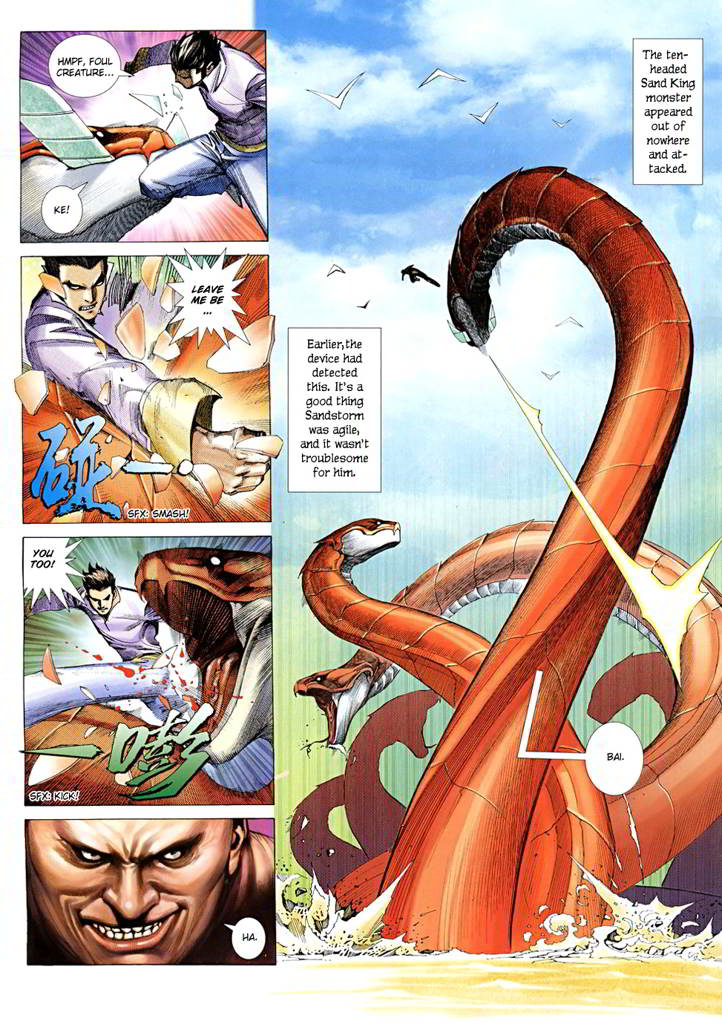 HMPF, FOUL
CREATURE...
KE!
LEAVE
ME BE
...
碰
SFX: SMASH!
YOU
TOO!
嘭
SFX: KICK!
HA.
The ten-
headed
Sand King
monster
appeared
out of
nowhere
and at-
tacked.
Earlier,the
device had
detected
this. It's a
good thing
Sandstorm
was agile,
and it wasn't
troublesome
for him.
BAI.